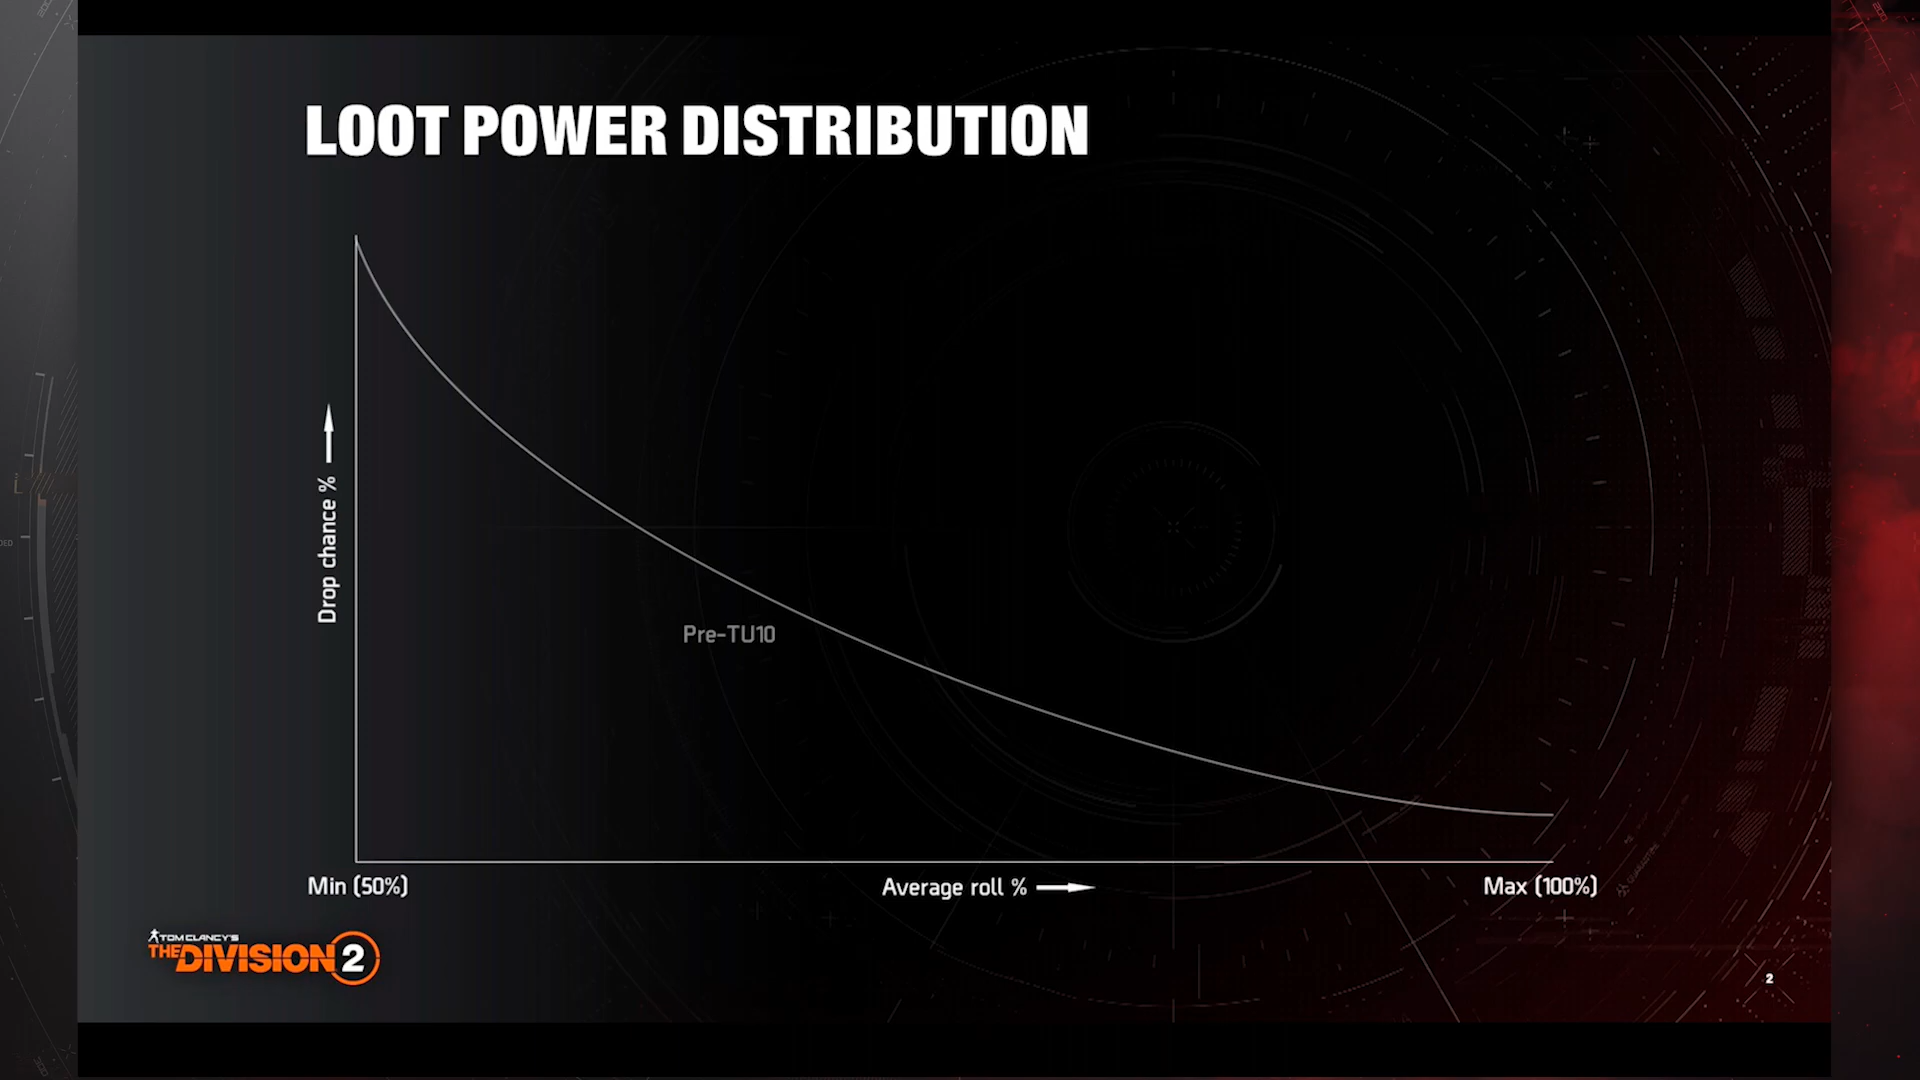 LOOT POWER DISTRIBUTION
Drop chance %
Pre-TU10
Min (50%)
Average roll %
Max (100%)
TOM CLANCY'S
THE DIVISION 2
2